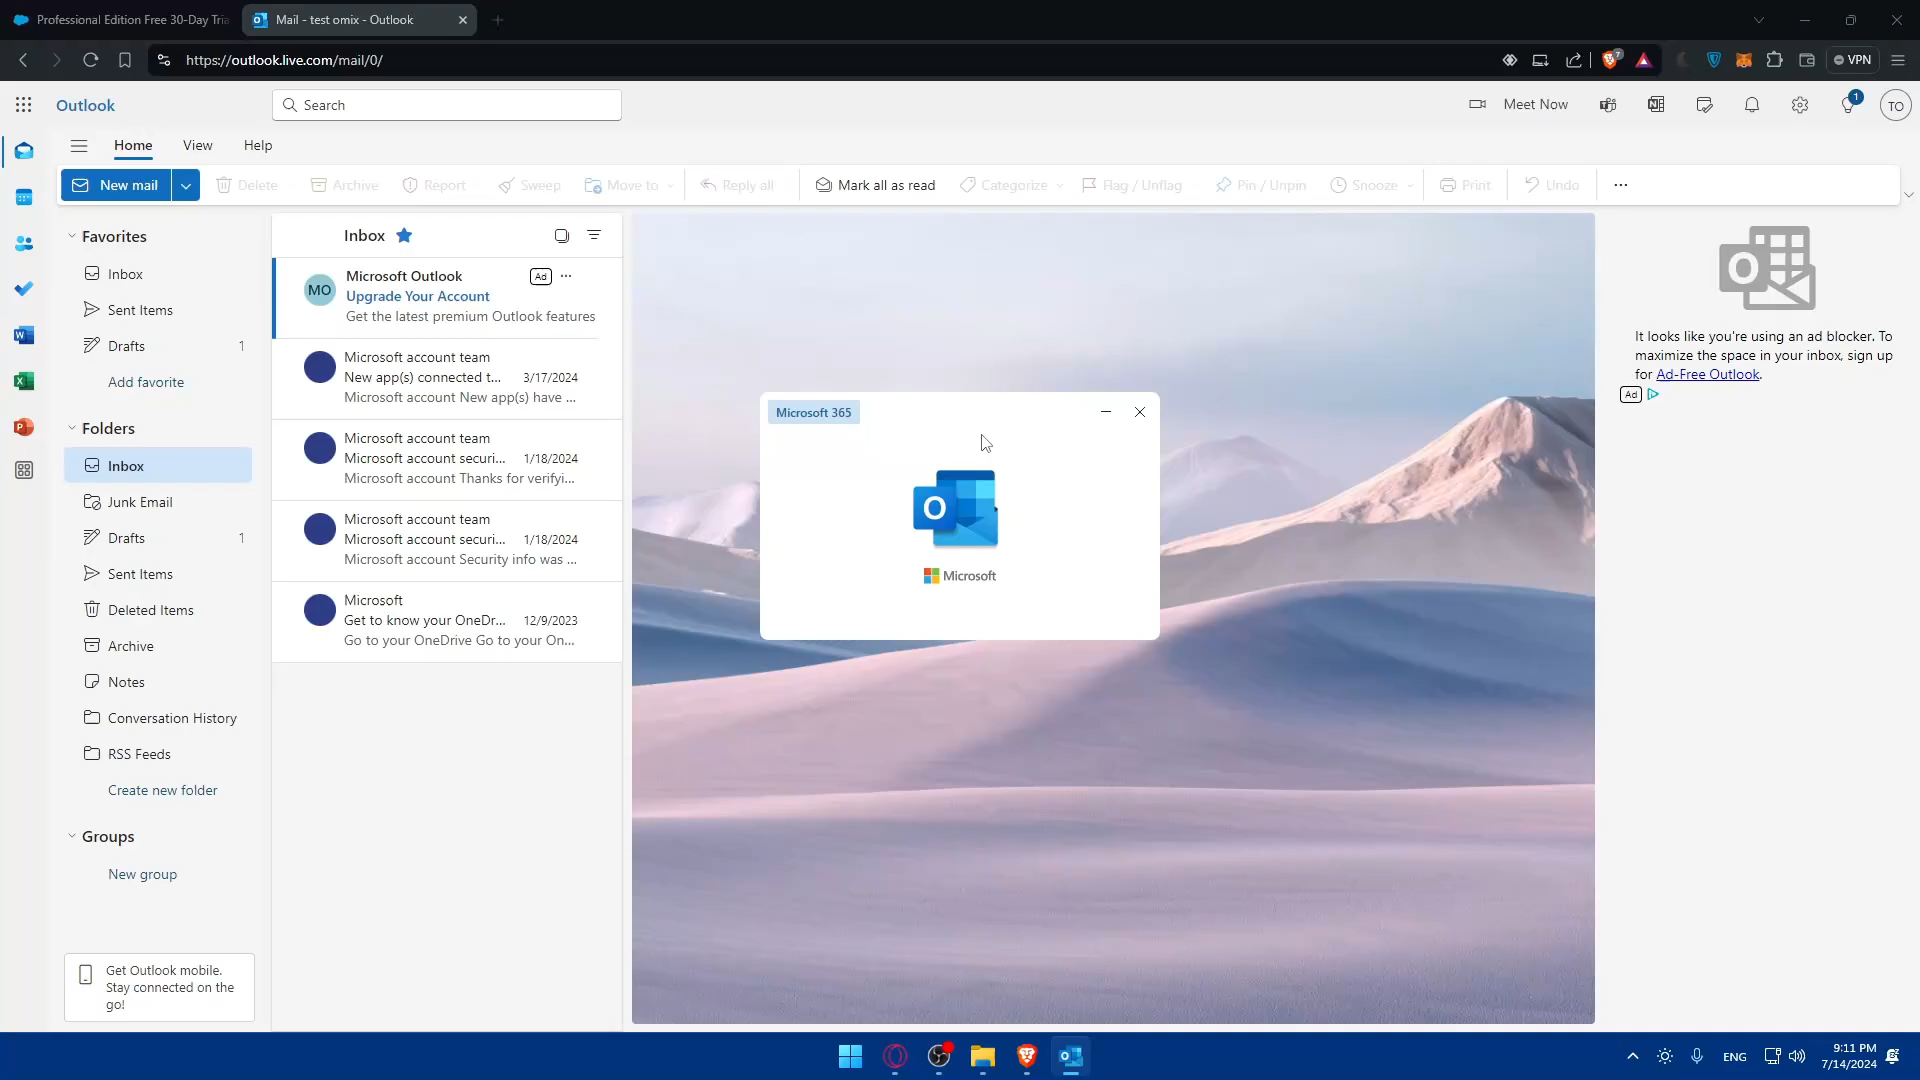 Professional Edition Free 30-Day Tria
Mail - test omix - Outlook
https://outlook.live.com/mail/0/
7
VPN
Outlook
Search
Meet Now
1
TO
Home
View
Help
New mail
Delete
Archive
Report
Sweep
Move to
Reply all
Mark all as read
Categorize
Flag / Unflag
Pin / Unpin
Snooze
Print
Undo
Favorites
Inbox
Sent Items
Drafts 1
Add favorite
Folders
Inbox
Junk Email
Drafts 1
Sent Items
Deleted Items
Archive
Notes
Conversation History
RSS Feeds
Create new folder
Groups
New group
Get Outlook mobile.
Stay connected on the
go!
Inbox
MO
Microsoft Outlook
Ad
Upgrade Your Account
Get the latest premium Outlook features
Microsoft account team
New app(s) connected t... 3/17/2024
Microsoft account New app(s) have ...
Microsoft account team
Microsoft account securi... 1/18/2024
Microsoft account Thanks for verifyi...
Microsoft account team
Microsoft account securi... 1/18/2024
Microsoft account Security info was ...
Microsoft
Get to know your OneDr... 12/9/2023
Go to your OneDrive Go to your On...
Microsoft 365
O
Microsoft
O
It looks like you're using an ad blocker. To
maximize the space in your inbox, sign up
for Ad-Free Outlook.
Ad
ENG
9:11 PM
7/14/2024